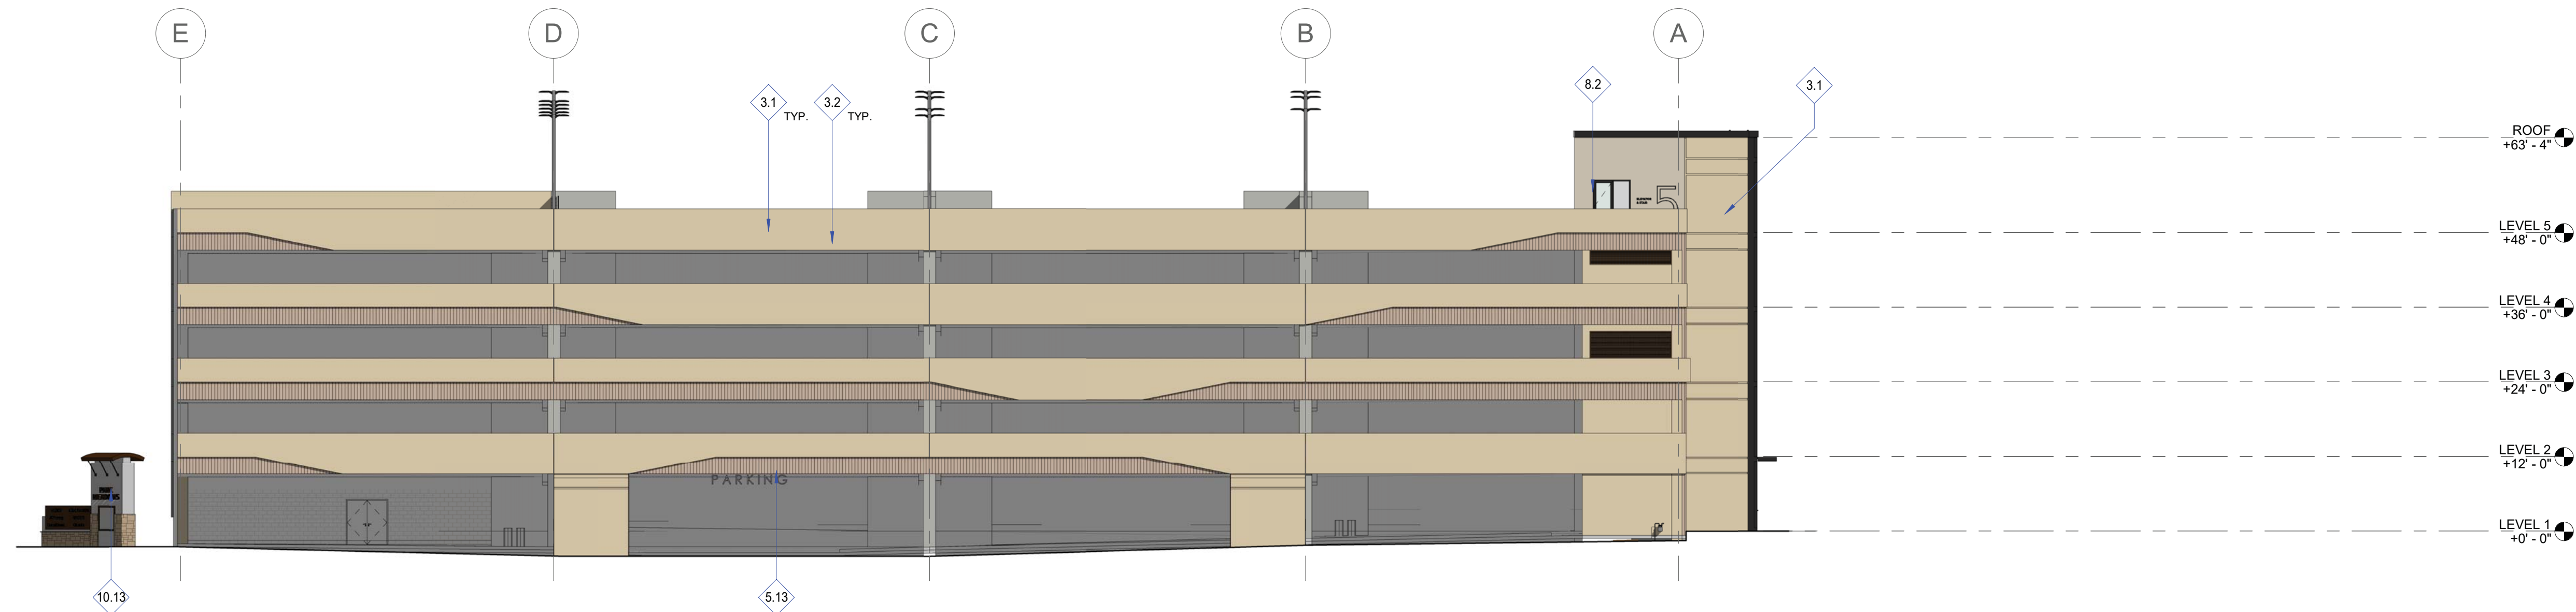 E
D
C
B
A
3.1
TYP.
3.2
TYP.
8.2
3.1
ROOF
+63' - 4"
5
LEVEL 5
+48' - 0"
LEVEL 4
+36' - 0"
LEVEL 3
+24' - 0"
LEVEL 2
+12' - 0"
PARKING
LEVEL 1
+0' - 0"
10.13
5.13